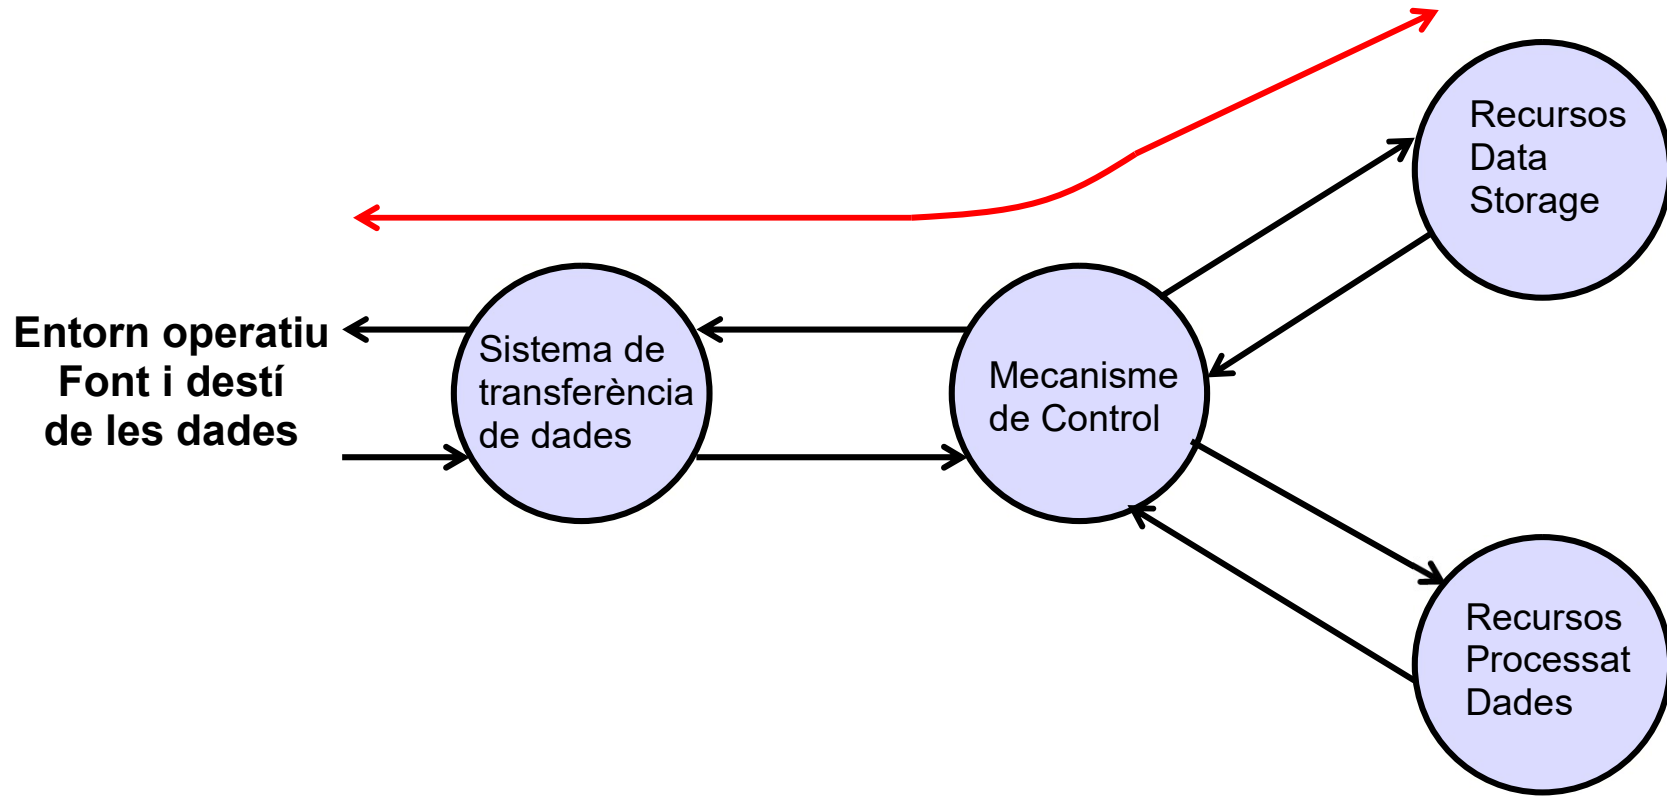 Entorn operatiu
Font i destí
de les dades
Sistema de
transferència
de dades
Mecanisme
de Control
Recursos
Data
Storage
Recursos
Processat
Dades